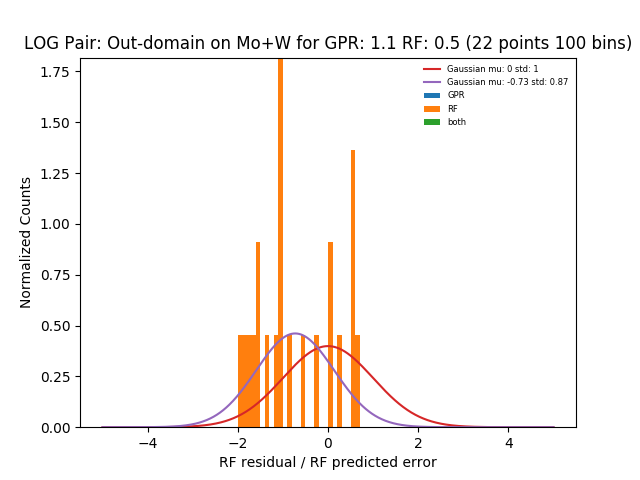 LOG Pair: Out-domain on Mo+W for GPR: 1.1 RF: 0.5 (22 points 100 bins)
Gaussian mu: 0 std: 1
Gaussian mu: -0.73 std: 0.87
GPR
RF
both
Normalized Counts
1.75
1.50
1.25
1.00
0.75
0.50
0.25
0.00
−4 −2 0 2 4
RF residual / RF predicted error